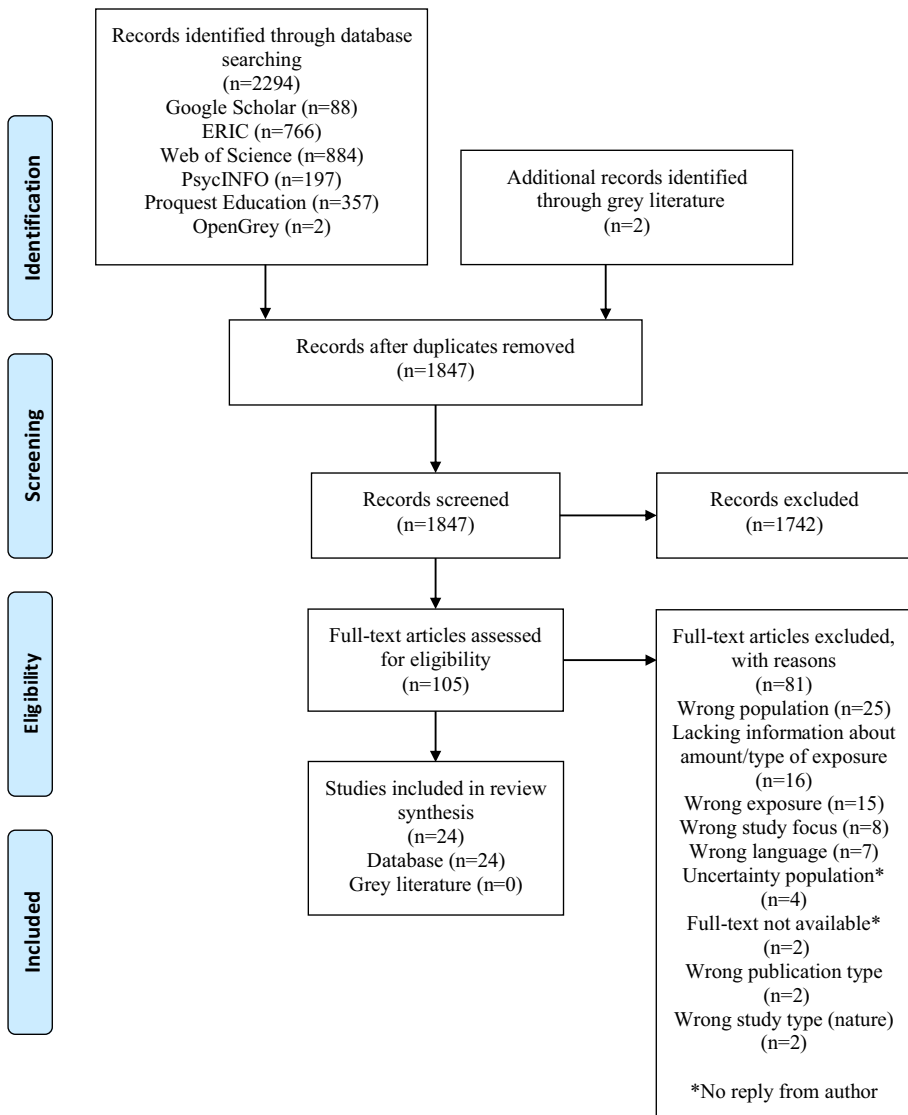 Records identified through database
searching
(n=2294)
Google Scholar (n=88)
ERIC (n=766)
Web of Science (n=884)
PsycINFO (n=197)
Proquest Education (n=357)
OpenGrey (n=2)
Additional records identified
through grey literature
(n=2)
Identification
Records after duplicates removed
(n=1847)
Screening
Records screened
(n=1847)
Records excluded
(n=1742)
Eligibility
Full-text articles assessed
for eligibility
(n=105)
Full-text articles excluded,
with reasons
(n=81)
Wrong population (n=25)
Lacking information about
amount/type of exposure
(n=16)
Wrong exposure (n=15)
Wrong study focus (n=8)
Wrong language (n=7)
Uncertainty population*
(n=4)
Full-text not available*
(n=2)
Wrong publication type
(n=2)
Wrong study type (nature)
(n=2)
*No reply from author
Included
Studies included in review
synthesis
(n=24)
Database (n=24)
Grey literature (n=0)